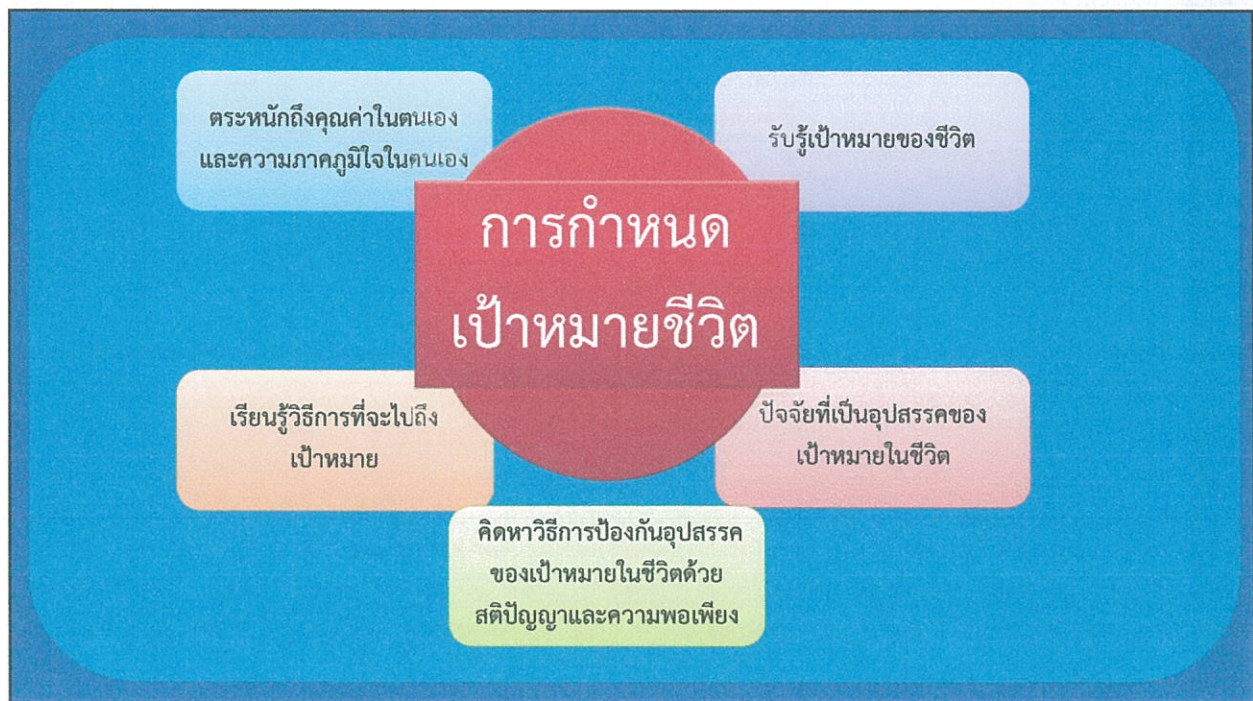 ตระหนักถึงคุณค่าในตนเอง
และความภาคภูมิใจในตนเอง
รับรู้เป้าหมายของชีวิต
การกำหนด
เป้าหมายชีวิต
เรียนรู้วิธีการที่จะไปถึง
เป้าหมาย
ปัจจัยที่เป็นอุปสรรคของ
เป้าหมายในชีวิต
คิดหาวิธีการป้องกันอุปสรรค
ของเป้าหมายในชีวิตด้วย
สติปัญญาและความพอเพียง